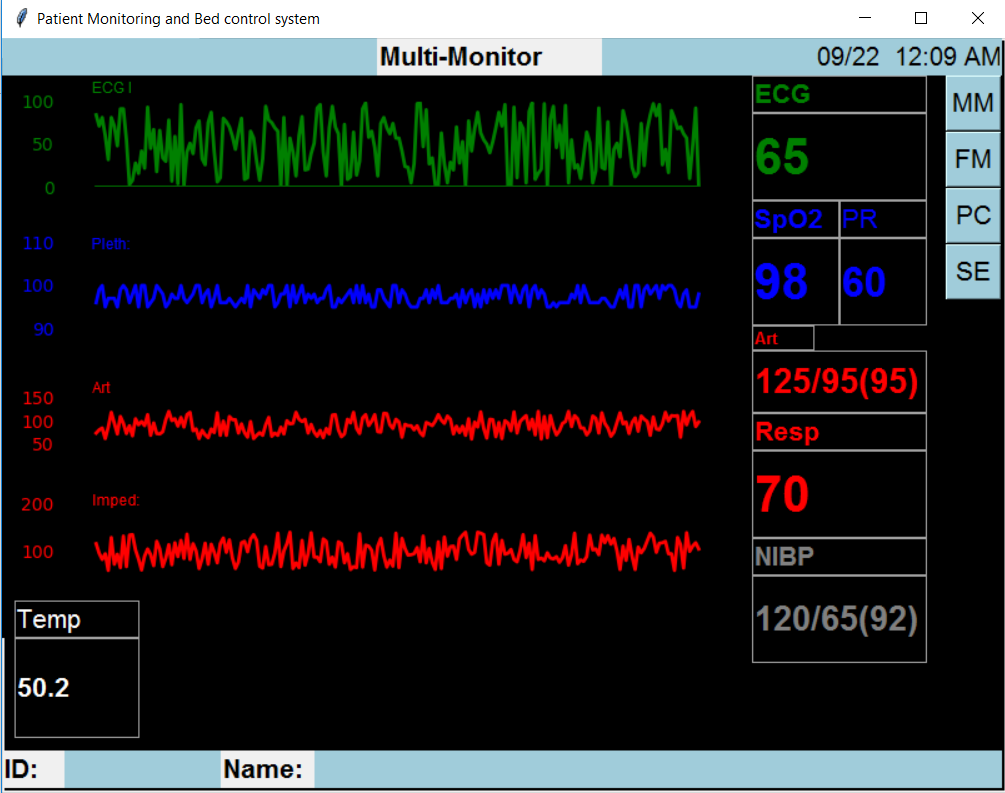 Patient Monitoring and Bed control system
Multi-Monitor
09/22 12:09 AM
ECG I
100
50
0
Pleth:
110
100
90
Art
150
100
50
Imped:
200
100
ECG
65
SpO2
PR
98
60
Art
125/95(95)
Resp
70
NIBP
120/65(92)
MM
FM
PC
SE
Temp
50.2
ID:
Name: